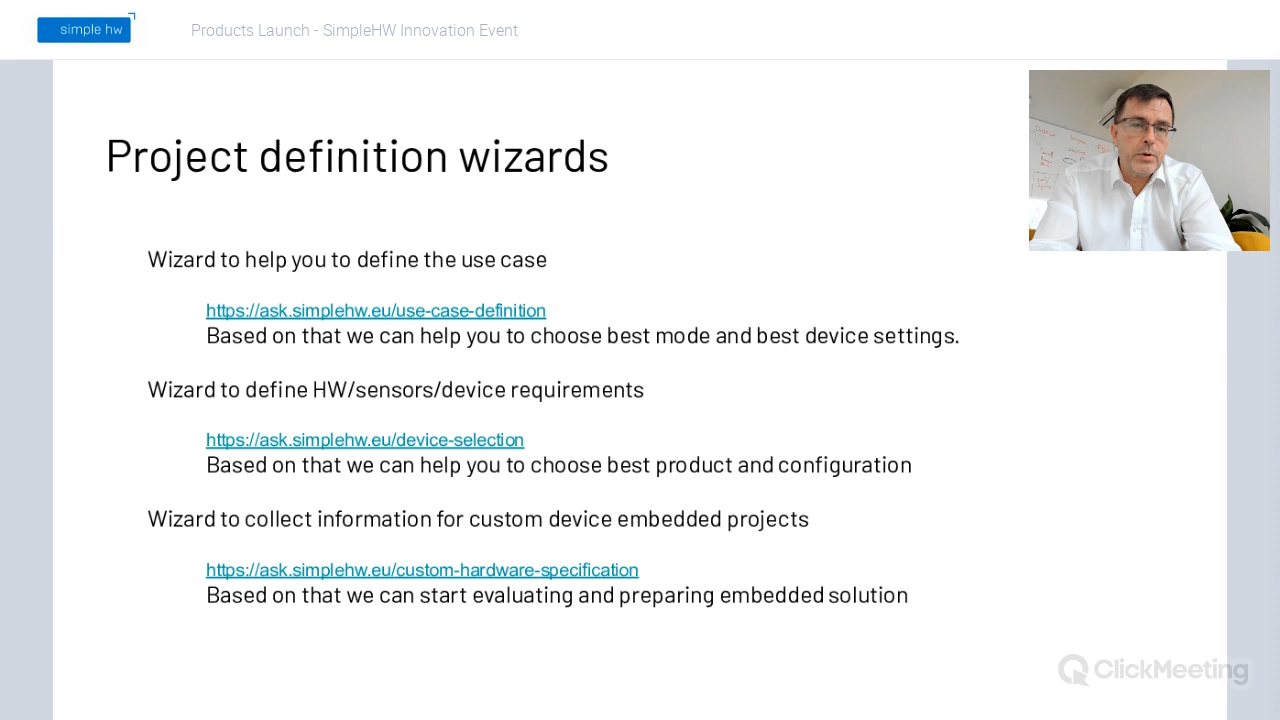 simple hw
Products Launch - SimpleHW Innovation Event
Project definition wizards
Wizard to help you to define the use case
https://ask.simplehw.eu/use-case-definition
Based on that we can help you to choose best mode and best device settings.
Wizard to define HW/sensors/device requirements
https://ask.simplehw.eu/device-selection
Based on that we can help you to choose best product and configuration
Wizard to collect information for custom device embedded projects
https://ask.simplehw.eu/custom-hardware-specification
Based on that we can start evaluating and preparing embedded solution
ClickMeeting